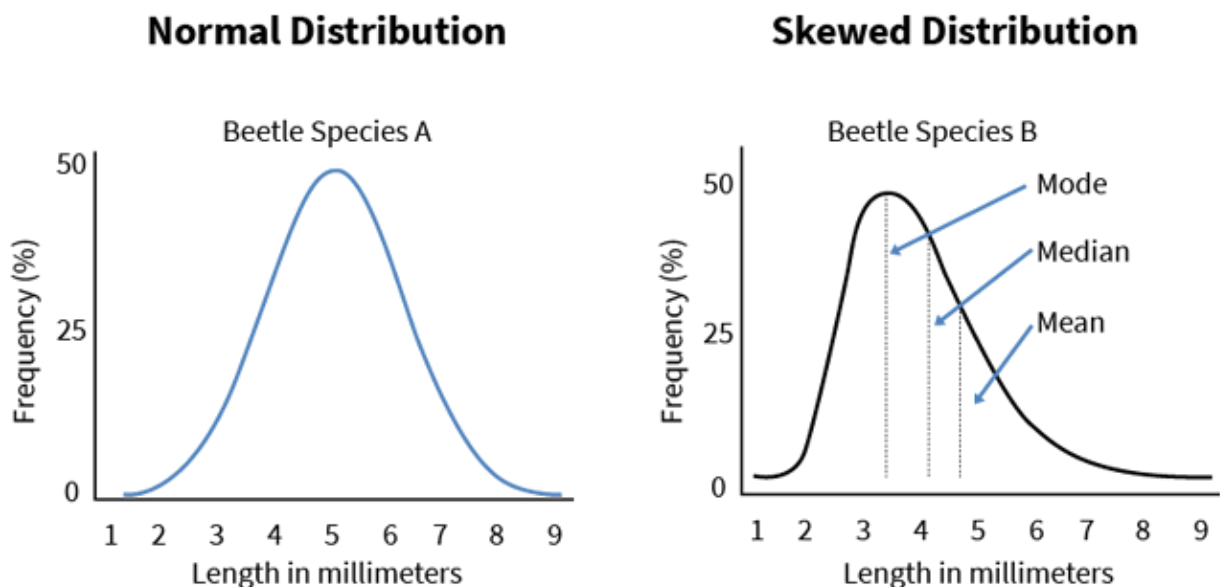 Normal Distribution
Beetle Species A
50
25
0
Frequency (%)
1 2 3 4 5 6 7 8 9
Length in millimeters
Skewed Distribution
Beetle Species B
50
25
0
Frequency (%)
Mode
Median
Mean
1 2 3 4 5 6 7 8 9
Length in millimeters